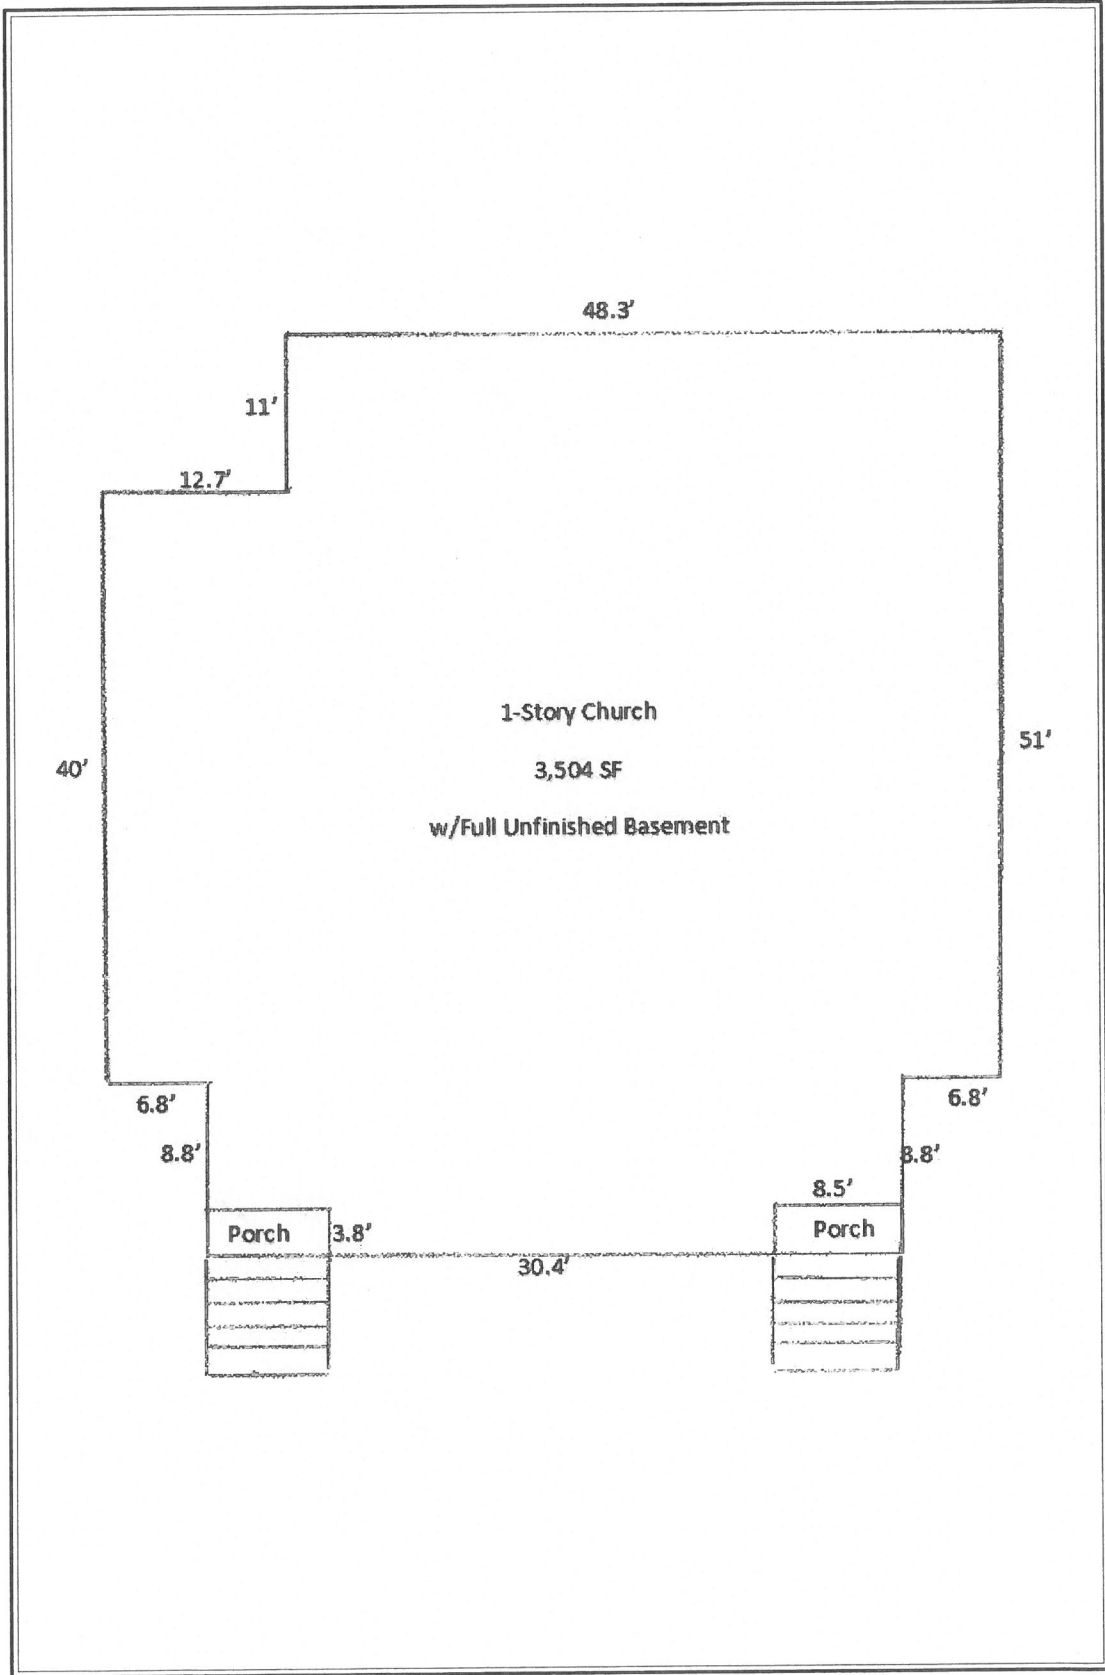 48.3'
11'
12.7'
1-Story Church
51'
40'
3,504 SF
w/Full Unfinished Basement
6.8'
6.8'
8.8'
8.8'
8.5'
Porch
3.8'
Porch
30.4'